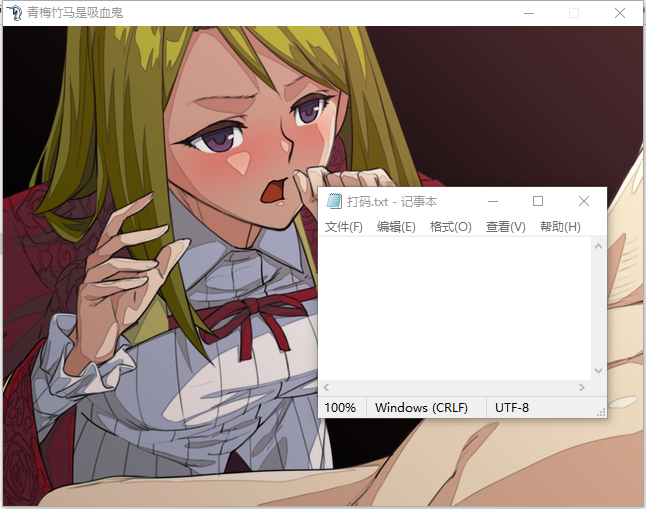 青梅竹马是吸血鬼
打码.txt - 记事本
文件(F) 编辑(E) 格式(O) 查看(V) 帮助(H)
100% Windows (CRLF) UTF-8